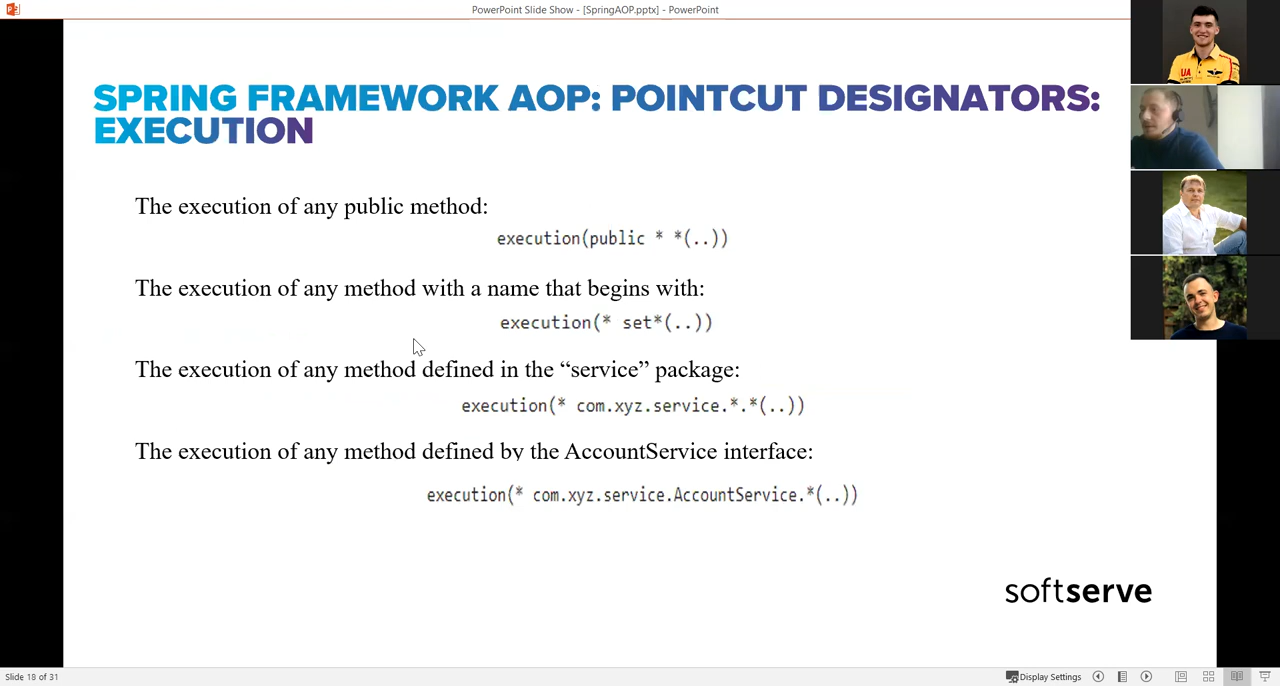 PowerPoint Slide Show - [SpringAOP.pptx] - PowerPoint
SPRING FRAMEWORK AOP: POINTCUT DESIGNATORS:
EXECUTION
The execution of any public method:
execution(public * *(..))
The execution of any method with a name that begins with:
execution(* set*(..))
The execution of any method defined in the “service” package:
execution(* com.xyz.service.*.*(..))
The execution of any method defined by the AccountService interface:
execution(* com.xyz.service.AccountService.*(..))
softserve
UA
Slide 18 of 31
Display Settings